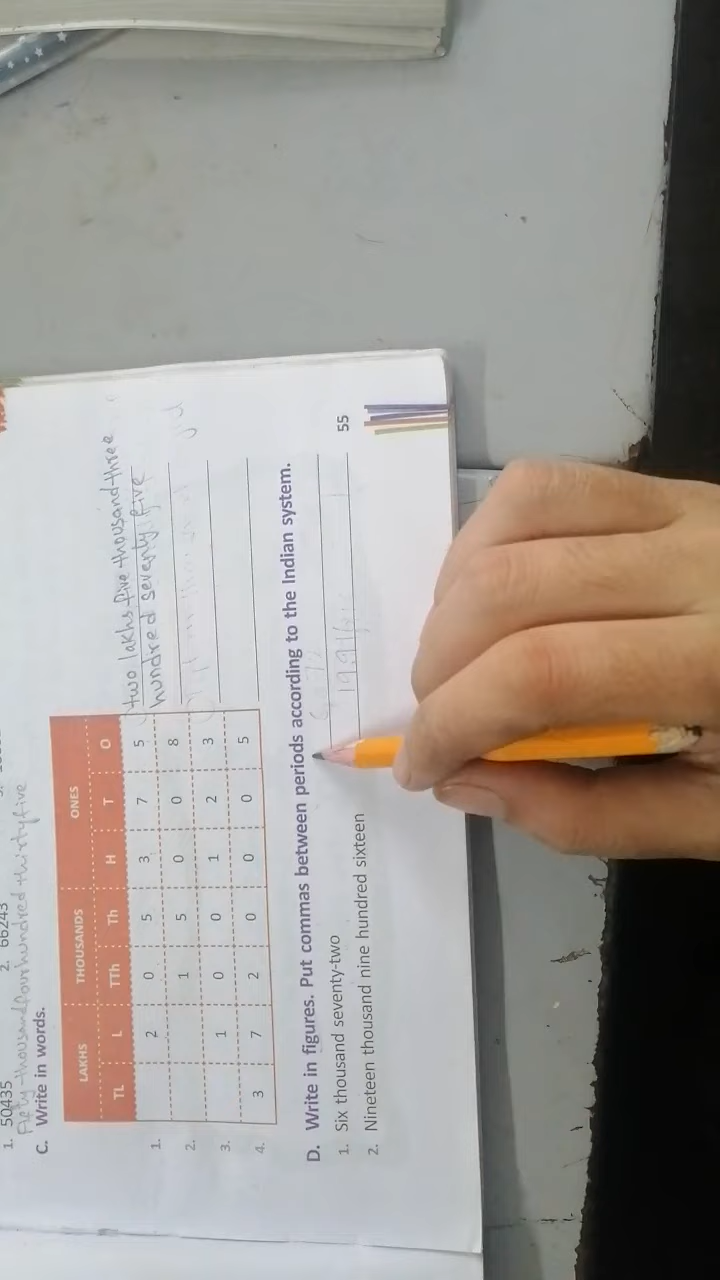 1. 50435 2. 66243
Fifty thousand four hundred thirty five
C. Write in words.
LAKHS THOUSANDS ONES
TL L TTh Th H T O
1. 2 0 5 3 7 5 two lakhs five thousand three
hundred seventy five
2. 1 5 0 0 8
3. 1 0 0 1 2 3
4. 3 7 2 0 0 0 5
D. Write in figures. Put commas between periods according to the Indian system.
1. Six thousand seventy-two
2. Nineteen thousand nine hundred sixteen
55